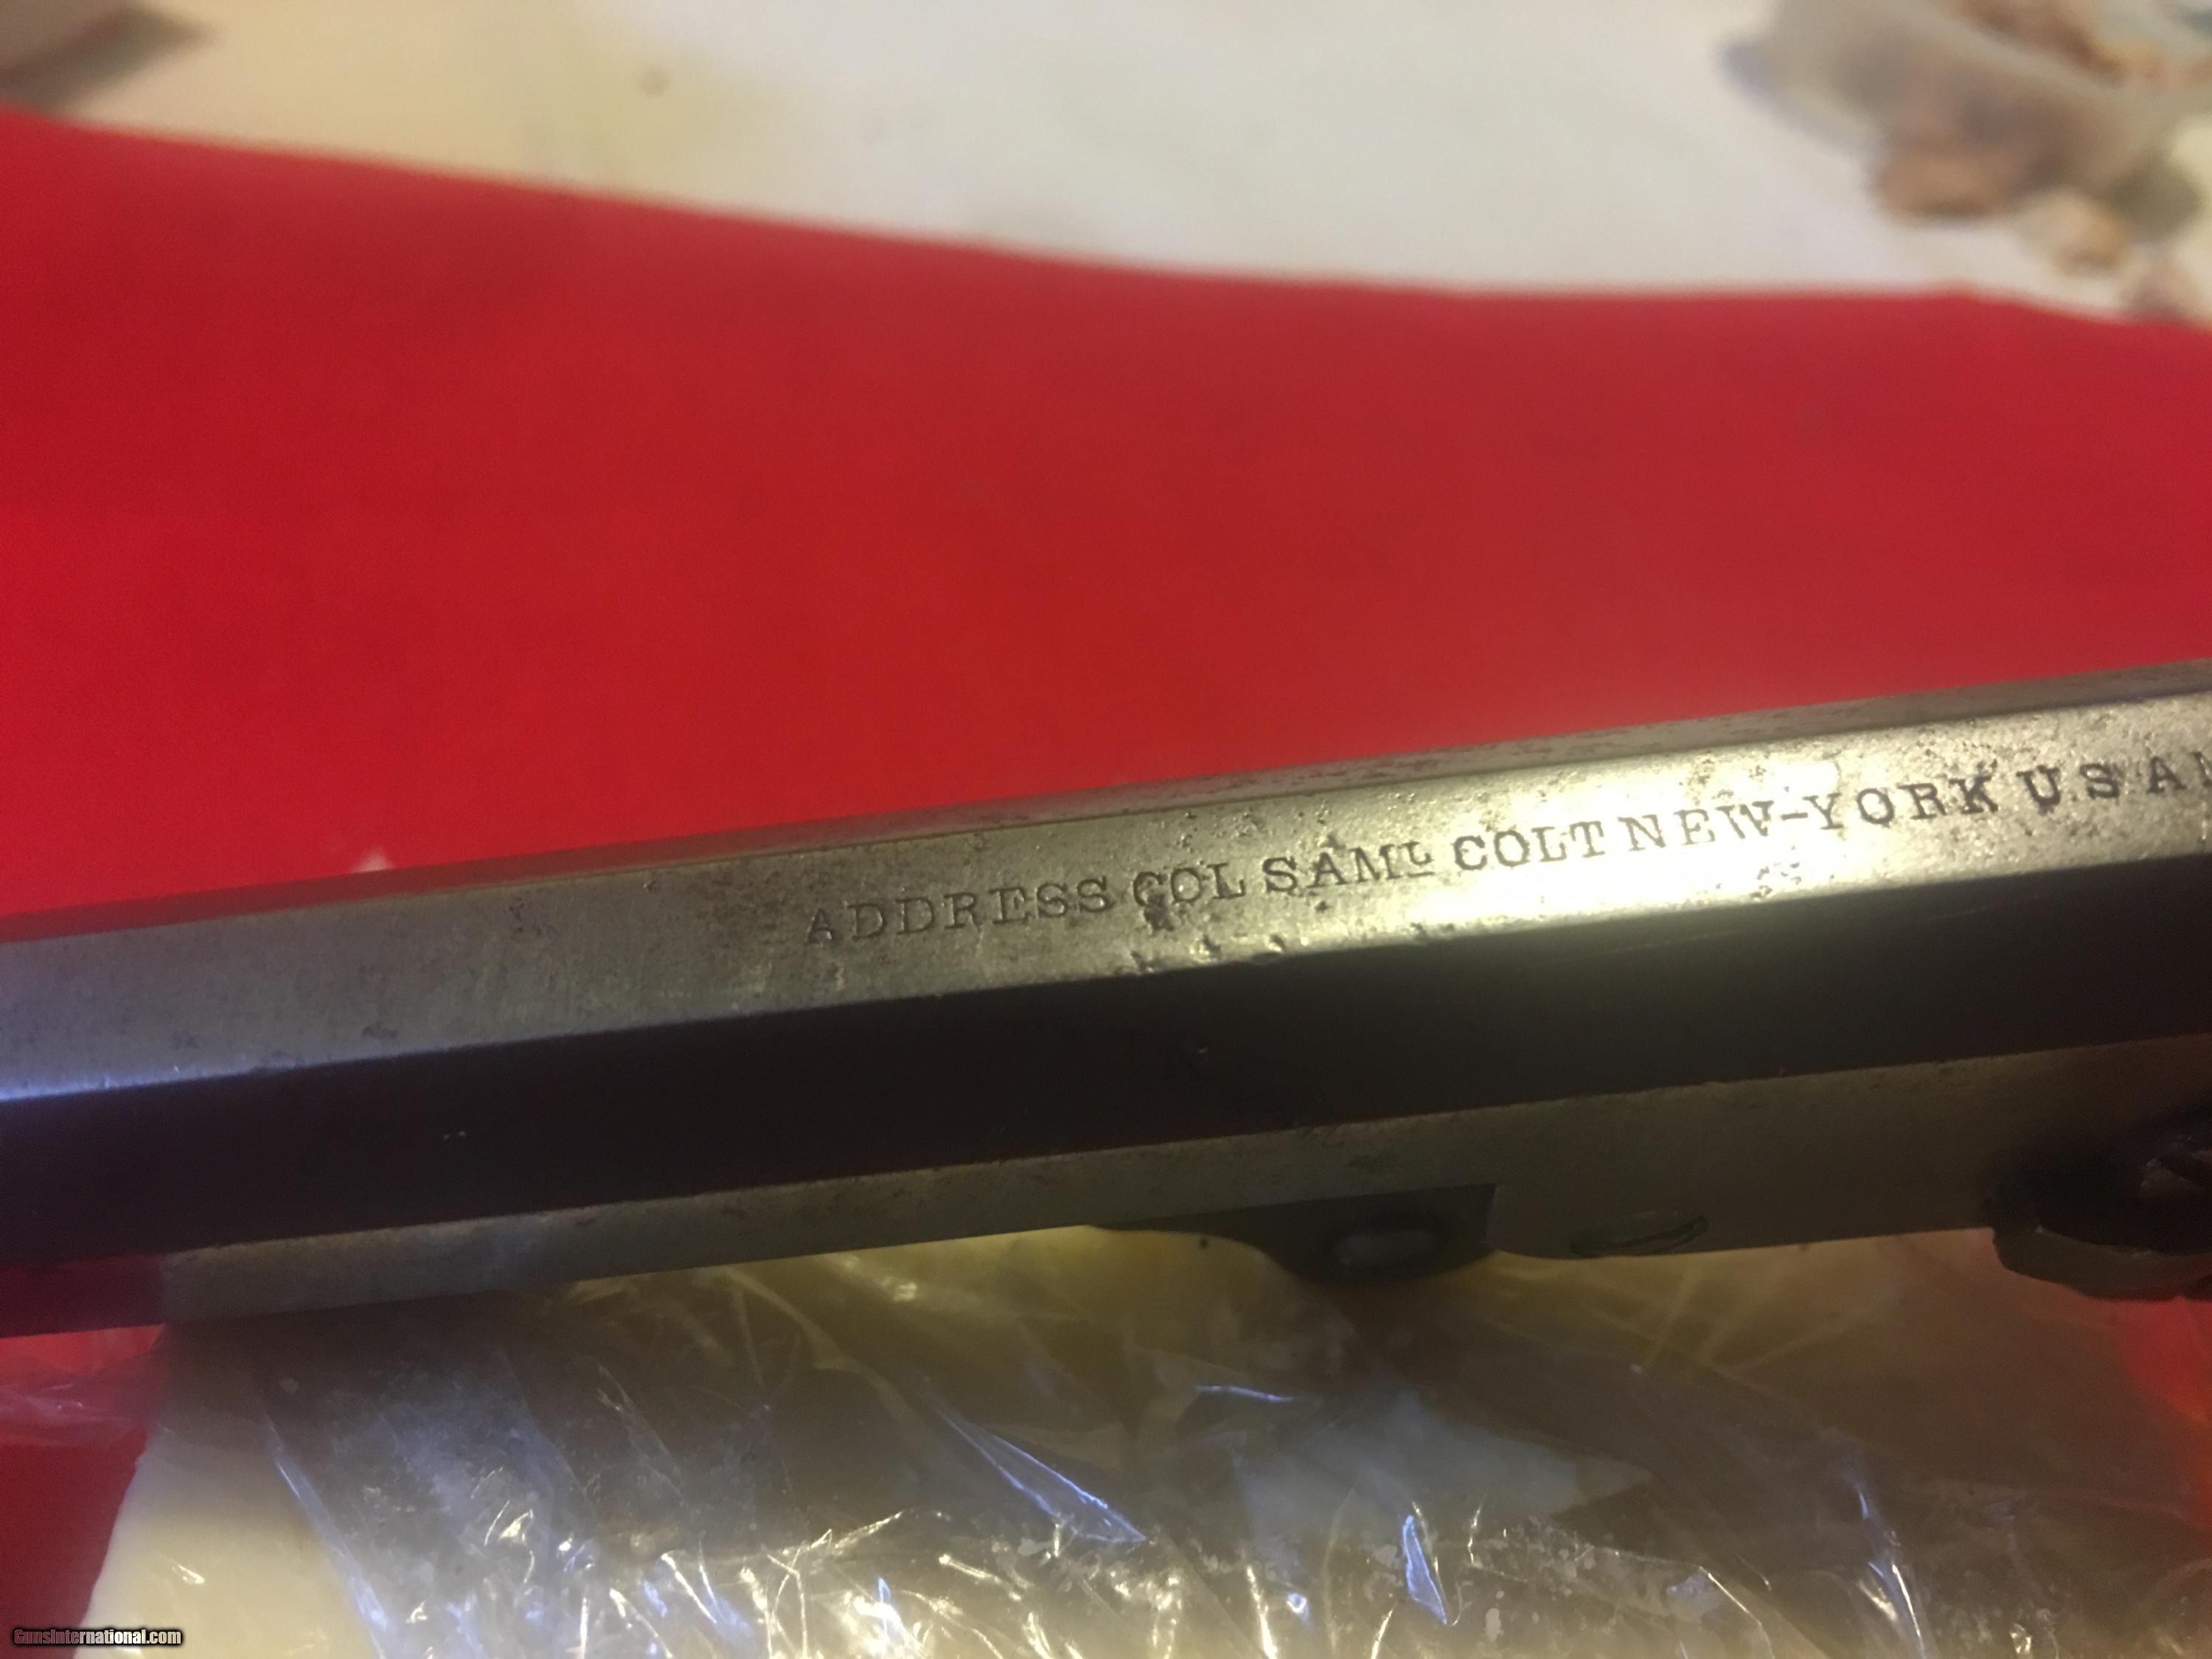 ADDRESS COL SAMᴸ COLT NEW-YORK U.S A
GunsInternational.com